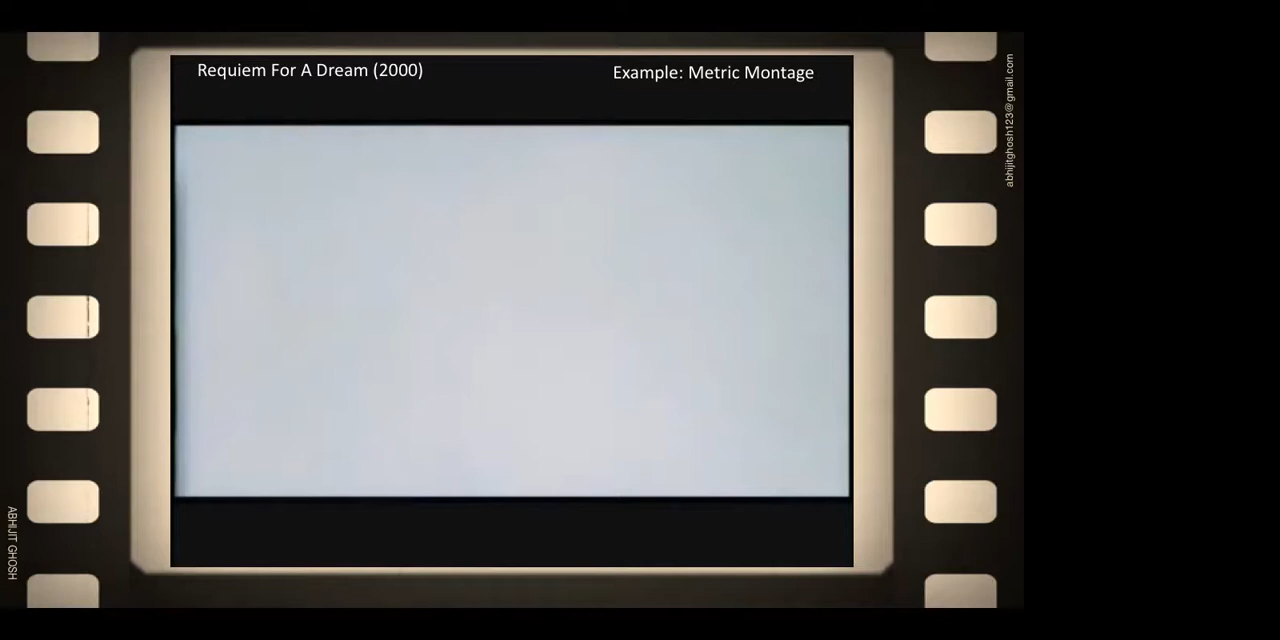 Requiem For A Dream (2000)
Example: Metric Montage
abhijitghosh123@gmail.com
ABHIJIT GHOSH